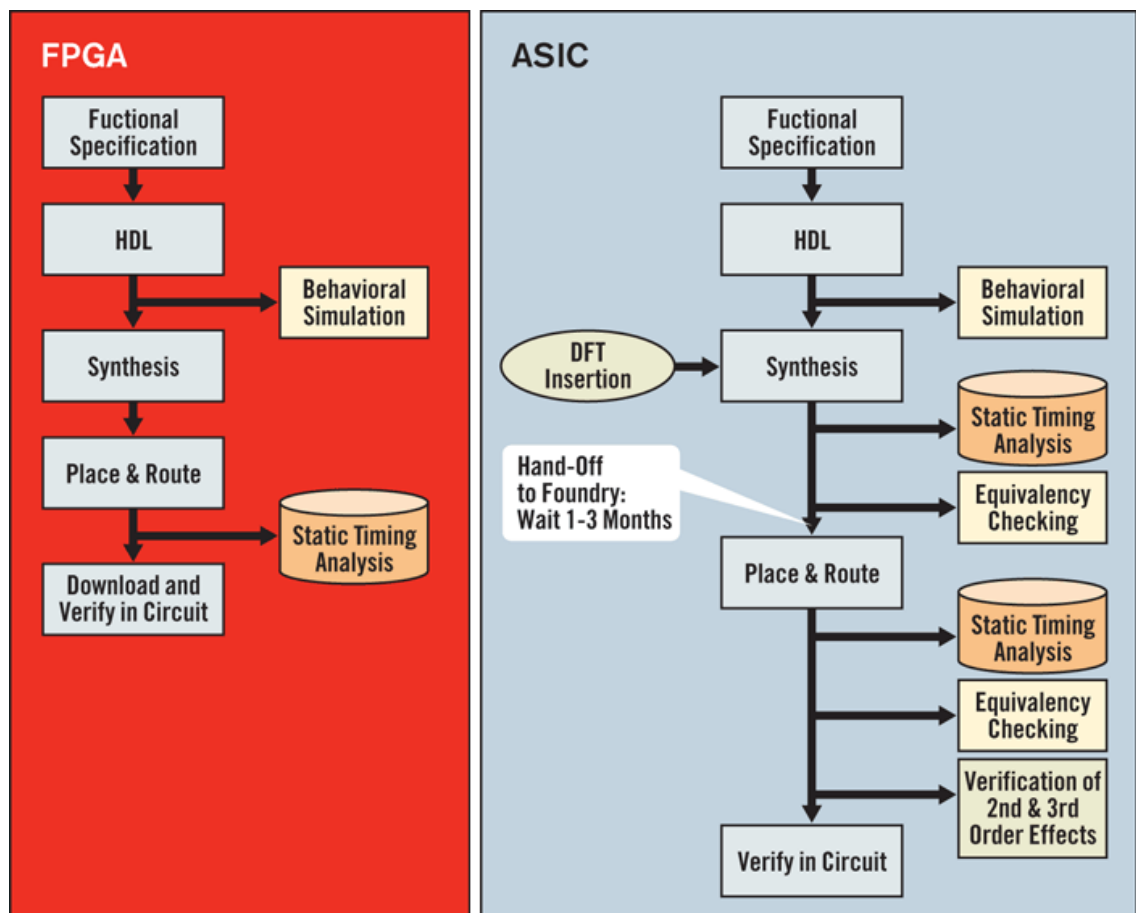 FPGA
Fuctional
Specification
HDL
Behavioral
Simulation
Synthesis
Place & Route
Static Timing
Analysis
Download and
Verify in Circuit
ASIC
Fuctional
Specification
HDL
Behavioral
Simulation
DFT
Insertion
Synthesis
Static Timing
Analysis
Hand-Off
to Foundry:
Wait 1-3 Months
Equivalency
Checking
Place & Route
Static Timing
Analysis
Equivalency
Checking
Verification of
2nd & 3rd
Order Effects
Verify in Circuit